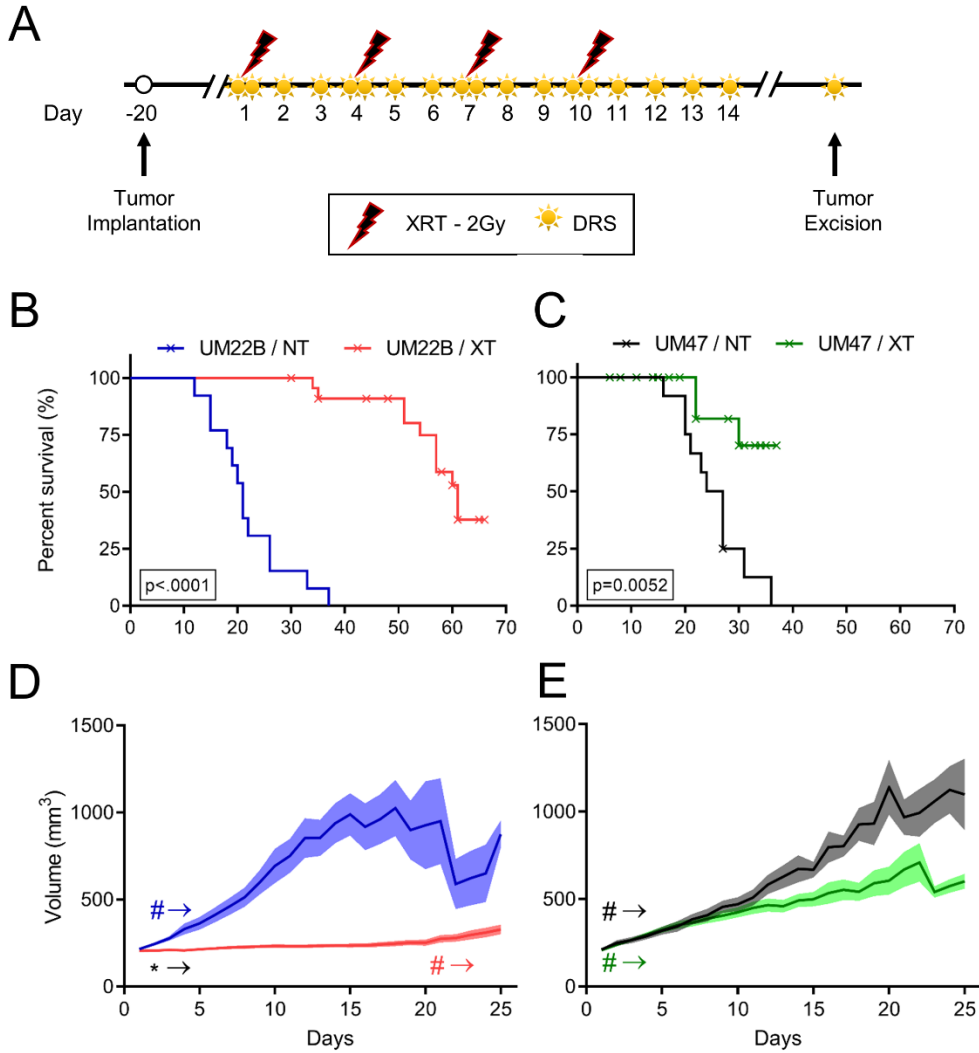 A
Day -20 1 2 3 4 5 6 7 8 9 10 11 12 13 14
Tumor
Implantation
Tumor
Excision
XRT - 2Gy DRS
B
UM22B / NT UM22B / XT
Percent survival (%)
100
75
50
25
0
p<.0001
0 10 20 30 40 50 60 70
C
UM47 / NT UM47 / XT
100
75
50
25
0
p=0.0052
0 10 20 30 40 50 60 70
D
Volume (mm³)
1500
1000
500
0
# →
* →
# →
0 5 10 15 20 25
Days
E
1500
1000
500
0
# →
# →
0 5 10 15 20 25
Days